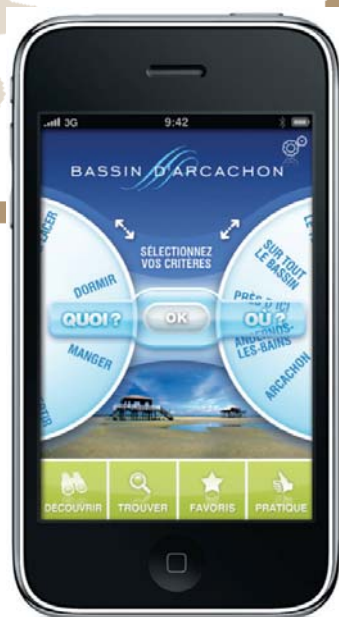 3G 9:42
BASSIN D'ARCACHON
SÉLECTIONNEZ
VOS CRITÈRES
DORMIR
QUOI ?
MANGER
OK
SUR TOUT
LE BASSIN
PRÈS D'ICI
OÙ ?
ANDERNOS-
LES-BAINS
ARCACHON
DÉCOUVRIR
TROUVER
FAVORIS
PRATIQUE